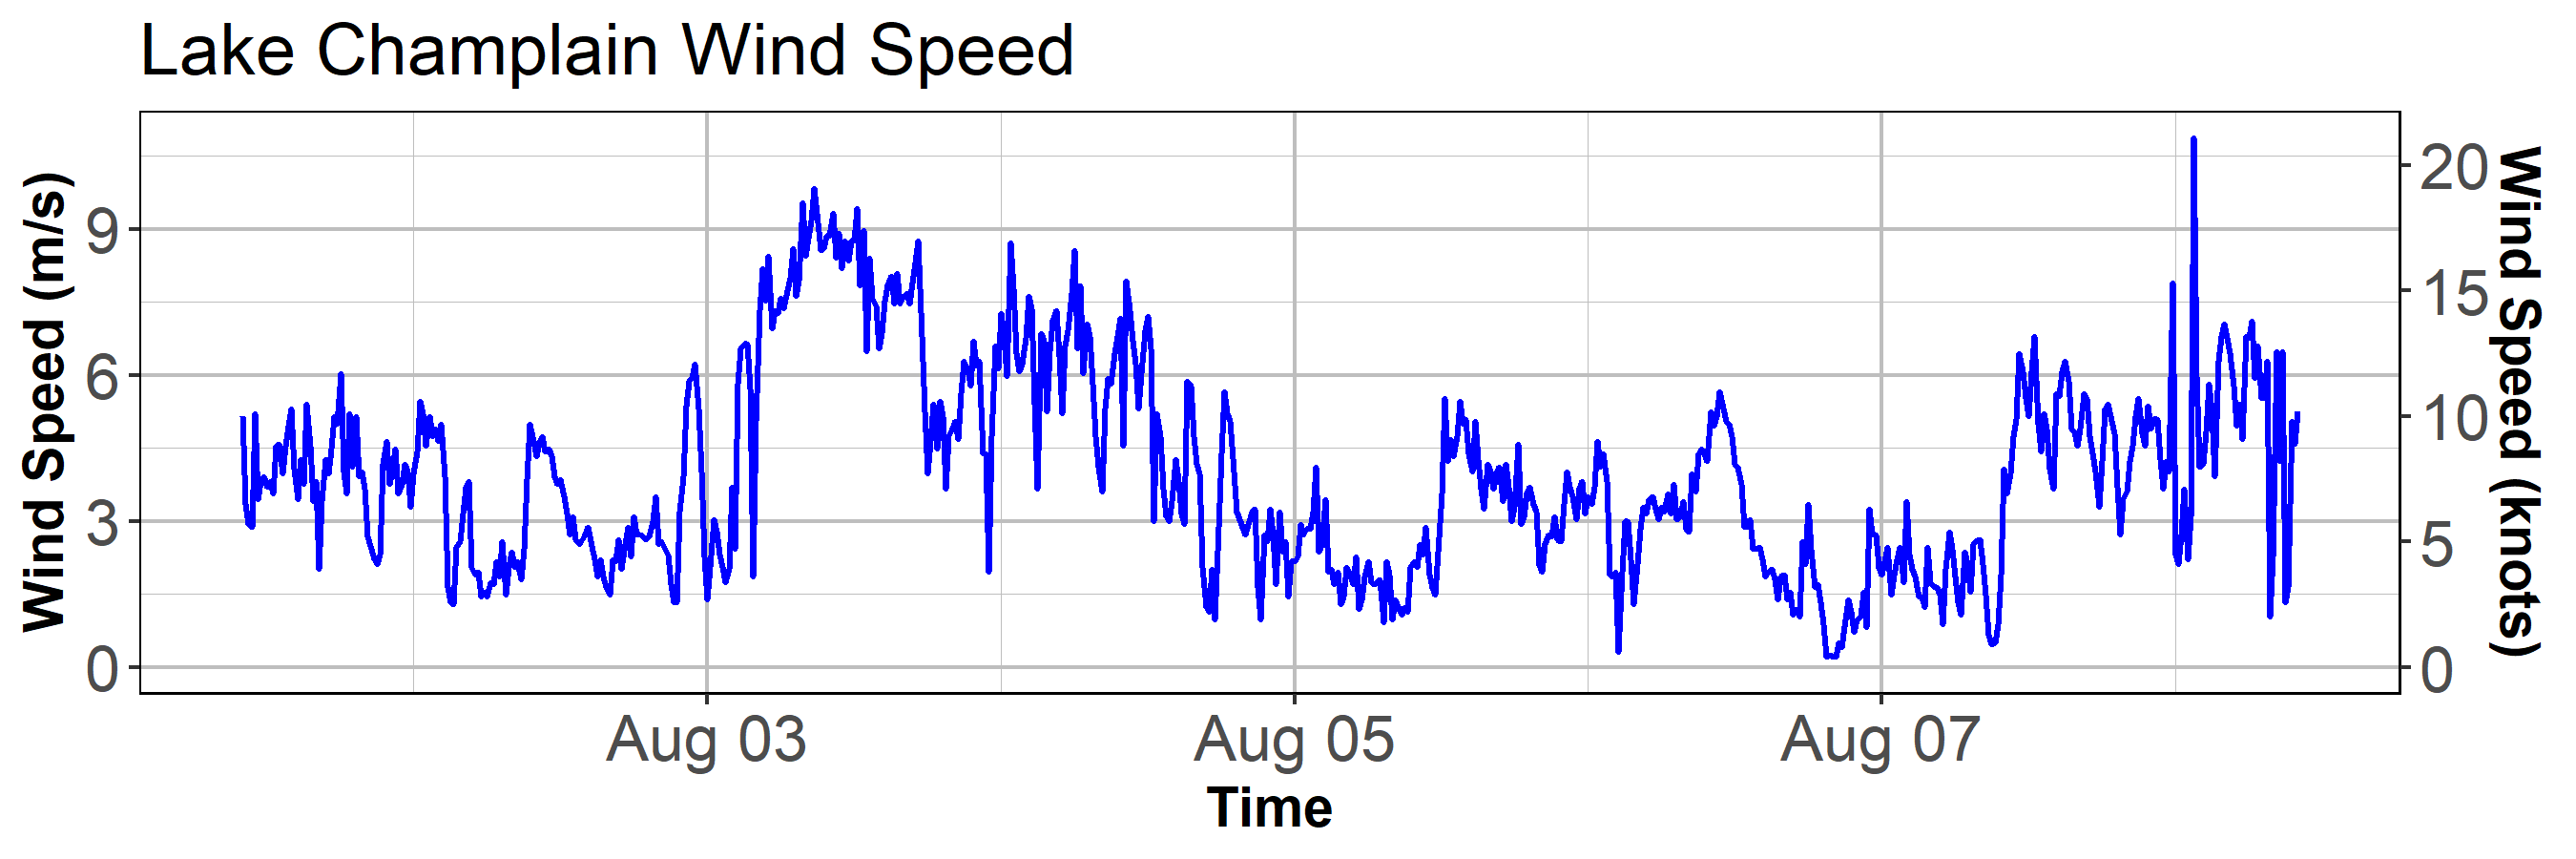 Lake Champlain Wind Speed
Wind Speed (m/s)
9
6
3
0
20
15
10
5
0
Wind Speed (knots)
Aug 03
Aug 05
Aug 07
Time